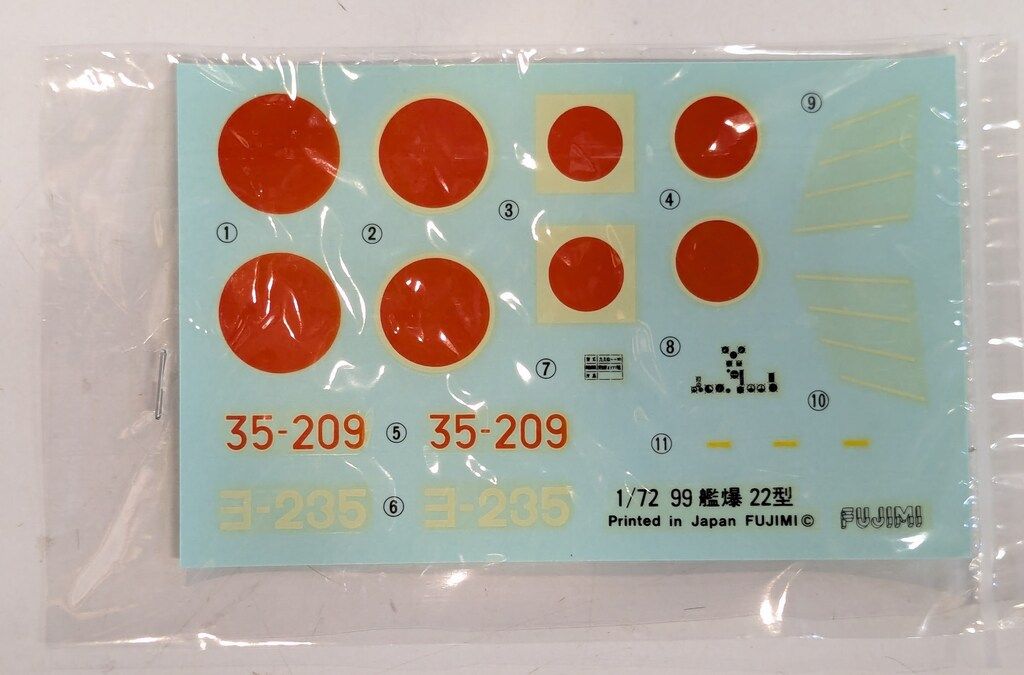 ⑨
④
③
① ②
⑧
⑦
⑩
35-209 ⑤ 35-209
⑪
ヨ-235 ⑥ ヨ-235
1/72 99 艦爆 22型
Printed in Japan FUJIMI ©
FUJIMI